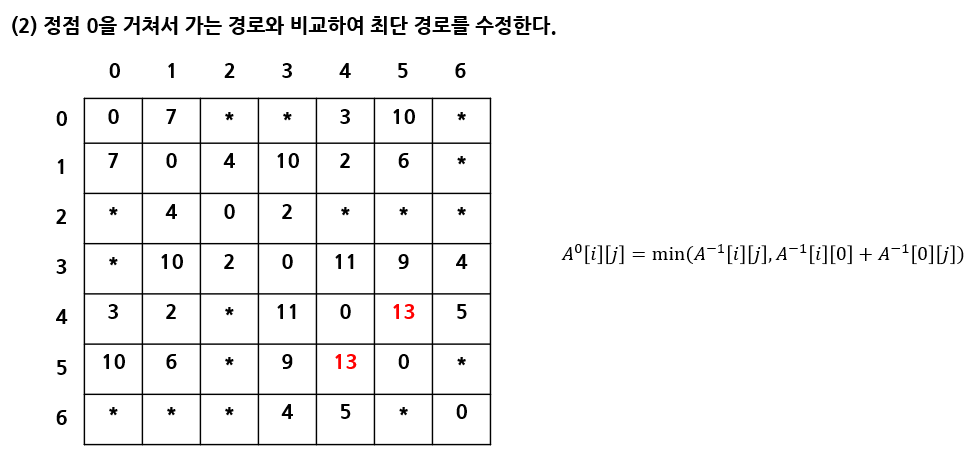 (2) 정점 0을 거쳐서 가는 경로와 비교하여 최단 경로를 수정한다.
0 1 2 3 4 5 6
0 0 7 * * 3 10 *
1 7 0 4 10 2 6 *
2 * 4 0 2 * * *
3 * 10 2 0 11 9 4
4 3 2 * 11 0 13 5
5 10 6 * 9 13 0 *
6 * * * 4 5 * 0
A⁰[i][j] = min(A⁻¹[i][j], A⁻¹[i][0] + A⁻¹[0][j])